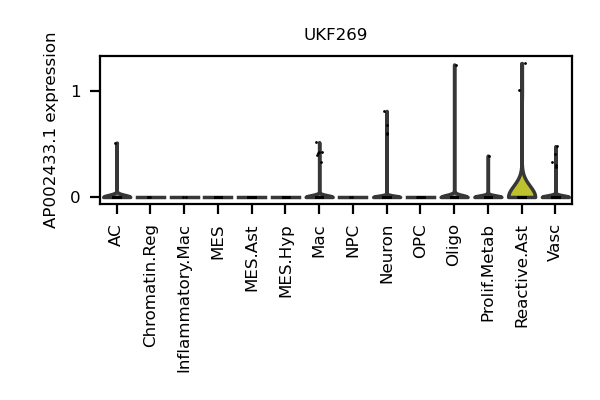 UKF269
AP002433.1 expression
1
0
AC
Chromatin.Reg
Inflammatory.Mac
MES
MES.Ast
MES.Hyp
Mac
NPC
Neuron
OPC
Oligo
Prolif.Metab
Reactive.Ast
Vasc